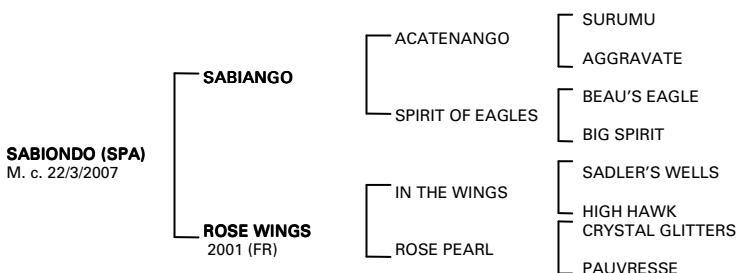 SURUMU
ACATENANGO
AGGRAVATE
SABIANGO
BEAU'S EAGLE
SPIRIT OF EAGLES
BIG SPIRIT
SABIONDO (SPA)
M. c. 22/3/2007
SADLER'S WELLS
IN THE WINGS
HIGH HAWK
ROSE WINGS
2001 (FR)
CRYSTAL GLITTERS
ROSE PEARL
PAUVRESSE